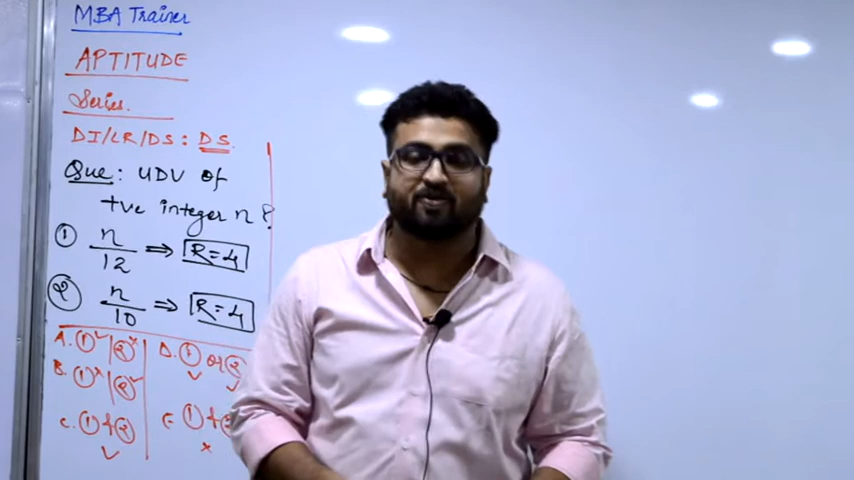 MBA Trainer
APTITUDE
Series.
DI/LR/DS: DS.
Que: UDV of
+ve integer n?
① n/12 ⇒ R=4
② n/10 ⇒ R=4
A. ①✓|②×
B. ①×|②✓
C. ①&②
✓
D. ① or ②
✓ ✓
E. ①&②
×